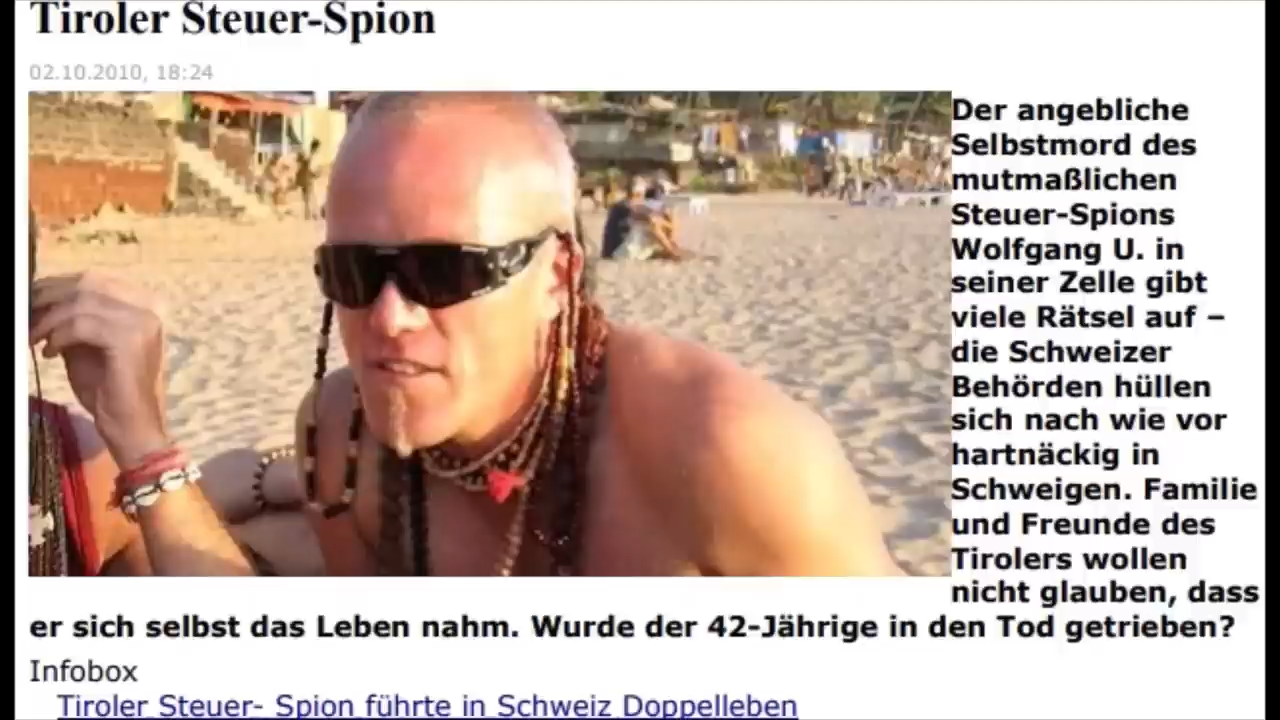 Tiroler Steuer-Spion
02.10.2010, 18:24
Der angebliche
Selbstmord des
mutmaßlichen
Steuer-Spions
Wolfgang U. in
seiner Zelle gibt
viele Rätsel auf –
die Schweizer
Behörden hüllen
sich nach wie vor
hartnäckig in
Schweigen. Familie
und Freunde des
Tirolers wollen
nicht glauben, dass
er sich selbst das Leben nahm. Wurde der 42-Jährige in den Tod getrieben?
Infobox
Tiroler Steuer- Spion führte in Schweiz Doppelleben